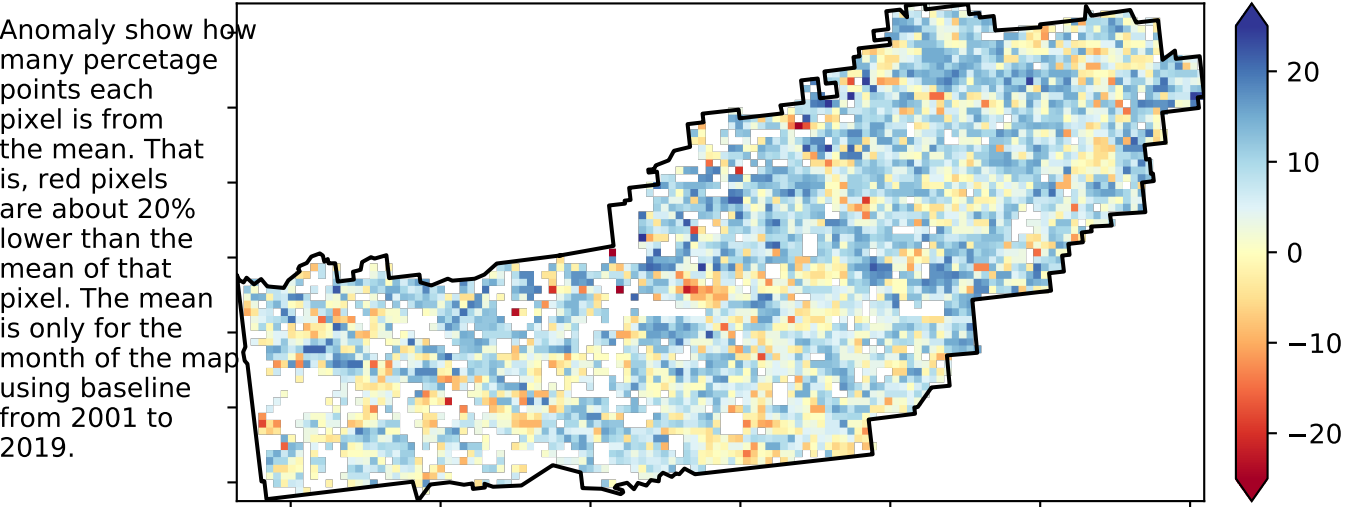 Anomaly show how
many percetage
points each
pixel is from
the mean. That
is, red pixels
are about 20%
lower than the
mean of that
pixel. The mean
is only for the
month of the map
using baseline
from 2001 to
2019.
20
10
0
−10
−20